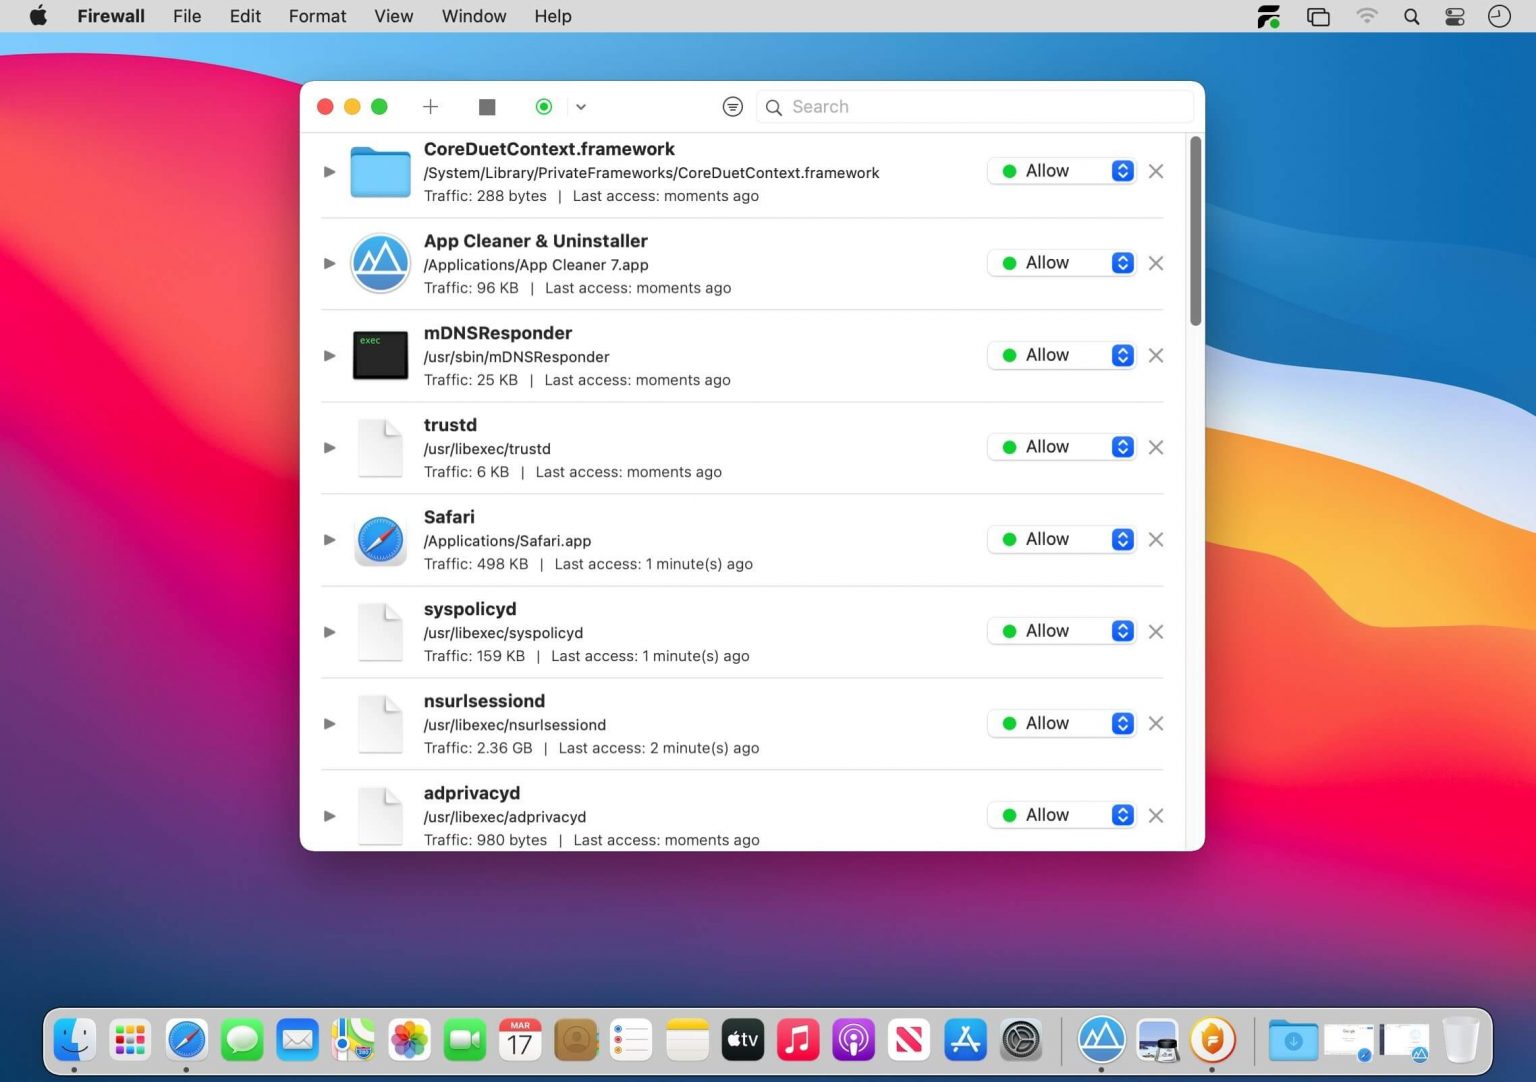 Firewall File Edit Format View Window Help
Search
CoreDuetContext.framework
/System/Library/PrivateFrameworks/CoreDuetContext.framework
Traffic: 288 bytes | Last access: moments ago
Allow
App Cleaner & Uninstaller
/Applications/App Cleaner 7.app
Traffic: 96 KB | Last access: moments ago
Allow
exec
mDNSResponder
/usr/sbin/mDNSResponder
Traffic: 25 KB | Last access: moments ago
Allow
trustd
/usr/libexec/trustd
Traffic: 6 KB | Last access: moments ago
Allow
Safari
/Applications/Safari.app
Traffic: 498 KB | Last access: 1 minute(s) ago
Allow
syspolicyd
/usr/libexec/syspolicyd
Traffic: 159 KB | Last access: 1 minute(s) ago
Allow
nsurlsessiond
/usr/libexec/nsurlsessiond
Traffic: 2.36 GB | Last access: 2 minute(s) ago
Allow
adprivacyd
/usr/libexec/adprivacyd
Traffic: 980 bytes | Last access: moments ago
Allow
MAR
17
tv